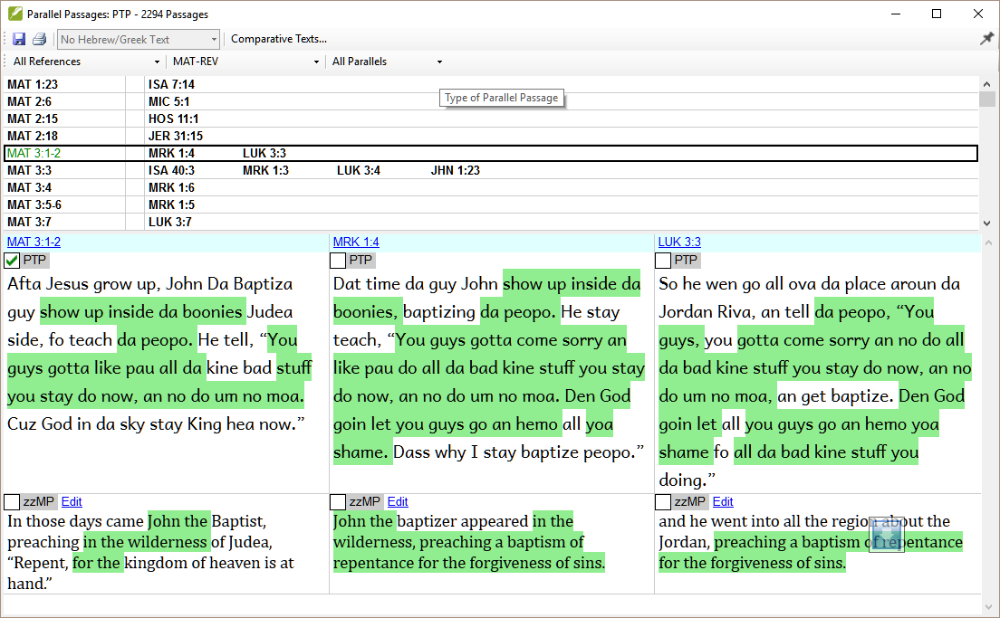 Parallel Passages: PTP - 2294 Passages
No Hebrew/Greek Text Comparative Texts...
All References MAT-REV All Parallels
MAT 1:23 ISA 7:14
Type of Parallel Passage
MAT 2:6 MIC 5:1
MAT 2:15 HOS 11:1
MAT 2:18 JER 31:15
MAT 3:1-2 MRK 1:4 LUK 3:3
MAT 3:3 ISA 40:3 MRK 1:3 LUK 3:4 JHN 1:23
MAT 3:4 MRK 1:6
MAT 3:5-6 MRK 1:5
MAT 3:7 LUK 3:7
MAT 3:1-2
PTP
Afta Jesus grow up, John Da Baptiza
guy show up inside da boonies Judea
side, fo teach da peopo. He tell, “You
guys gotta like pau all da kine bad stuff
you stay do now, an no do um no moa.
Cuz God in da sky stay King hea now.”
MRK 1:4
PTP
Dat time da guy John show up inside da
boonies, baptizing da peopo. He stay
teach, “You guys gotta come sorry an
like pau do all da bad kine stuff you stay
do now, an no do um no moa. Den God
goin let you guys go an hemo all yoa
shame. Dass why I stay baptize peopo.”
LUK 3:3
PTP
So he wen go all ova da place aroun da
Jordan Riva, an tell da peopo, “You
guys, you gotta come sorry an no do all
da bad kine stuff you stay do now, an no
do um no moa, an get baptize. Den God
goin let all you guys go an hemo yoa
shame fo all da bad kine stuff you
doing.”
zzMP Edit
In those days came John the Baptist,
preaching in the wilderness of Judea,
“Repent, for the kingdom of heaven is at
hand.”
zzMP Edit
John the baptizer appeared in the
wilderness, preaching a baptism of
repentance for the forgiveness of sins.
zzMP Edit
and he went into all the region about the
Jordan, preaching a baptism of repentance
for the forgiveness of sins.